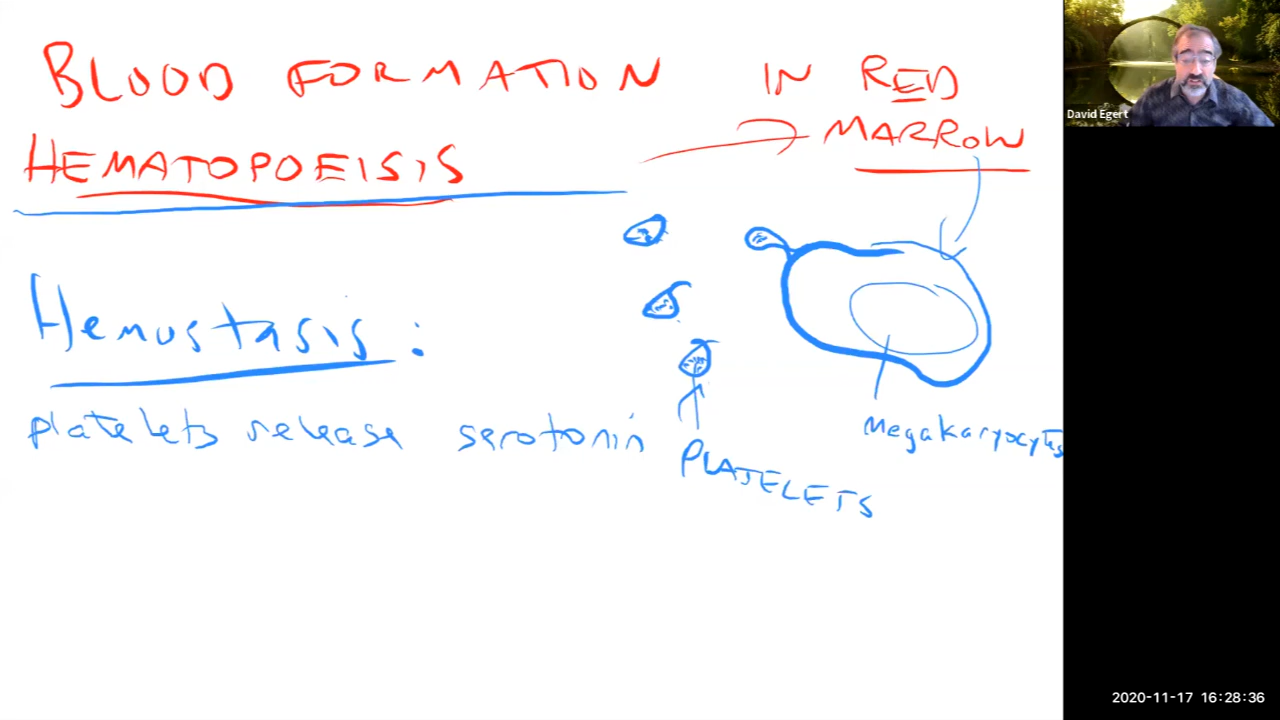 BLOOD FORMATION IN RED
HEMATOPOEISIS → MARROW
Hemostasis:
platelets release serotonin
Megakaryocytes
PLATELETS
David Egert
2020-11-17 16:28:36